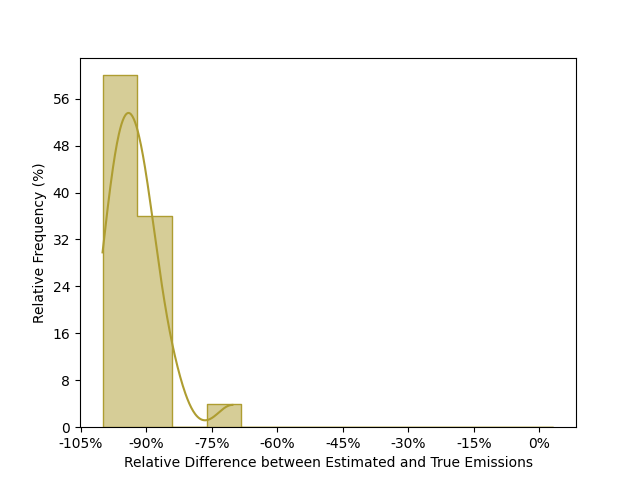 56
48
40
32
24
16
8
0
Relative Frequency (%)
-105% -90% -75% -60% -45% -30% -15% 0%
Relative Difference between Estimated and True Emissions